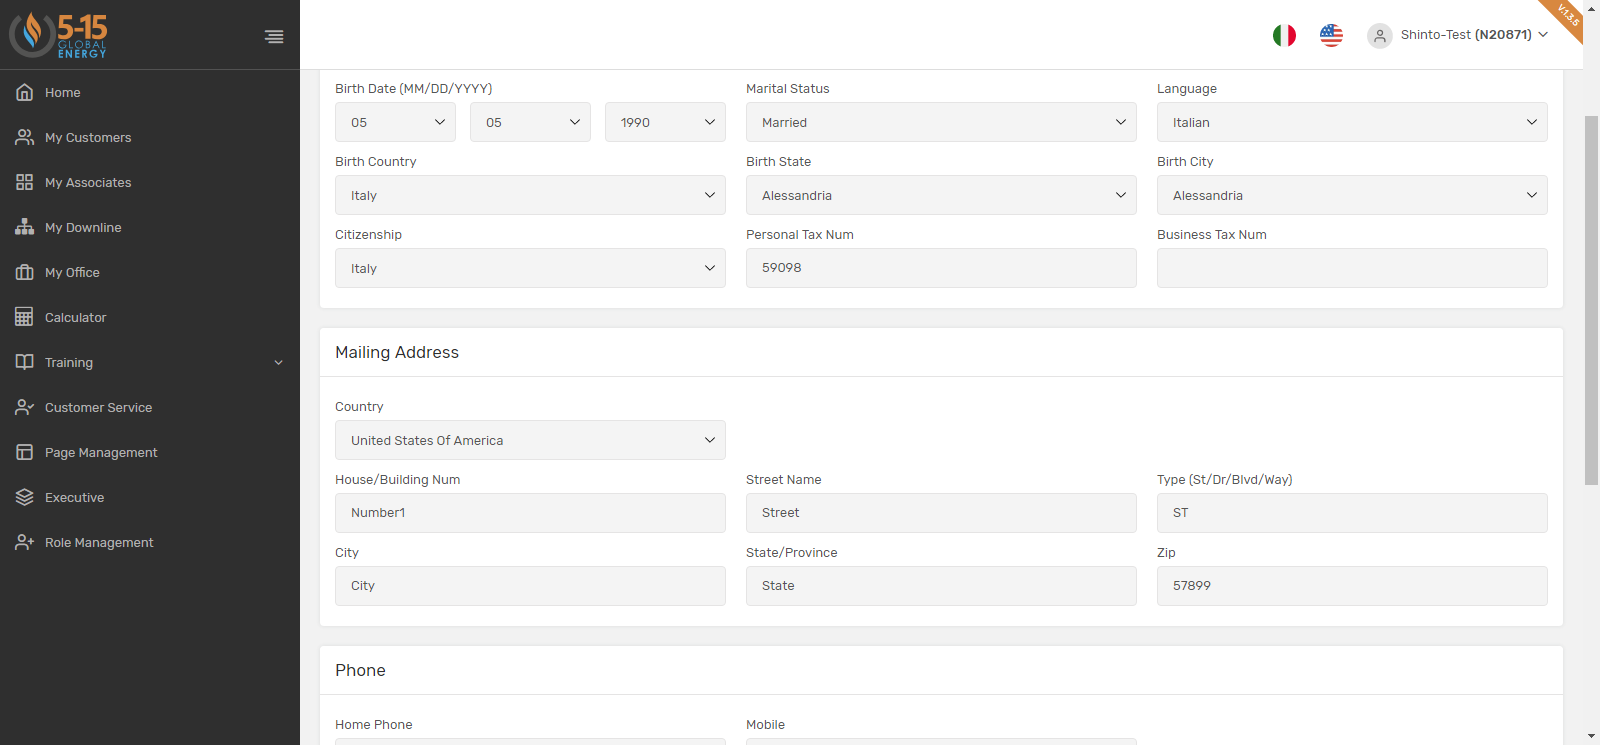 5-15
GLOBAL
ENERGY
Home
My Customers
My Associates
My Downline
My Office
Calculator
Training
Customer Service
Page Management
Executive
Role Management
Shinto-Test (N20871)
V.1.3.5
Birth Date (MM/DD/YYYY) Marital Status Language
05 05 1990 Married Italian
Birth Country Birth State Birth City
Italy Alessandria Alessandria
Citizenship Personal Tax Num Business Tax Num
Italy 59098
Mailing Address
Country
United States Of America
House/Building Num Street Name Type (St/Dr/Blvd/Way)
Number1 Street ST
City State/Province Zip
City State 57899
Phone
Home Phone Mobile